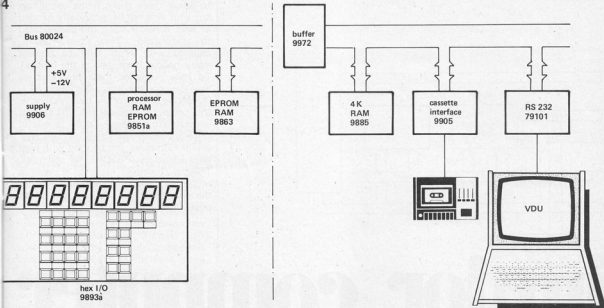 4
Bus 80024
+5V
−12V
supply
9906
processor
RAM
EPROM
9851a
EPROM
RAM
9863
hex I/O
9893a
buffer
9972
4 K
RAM
9885
cassette
interface
9905
RS 232
79101
VDU